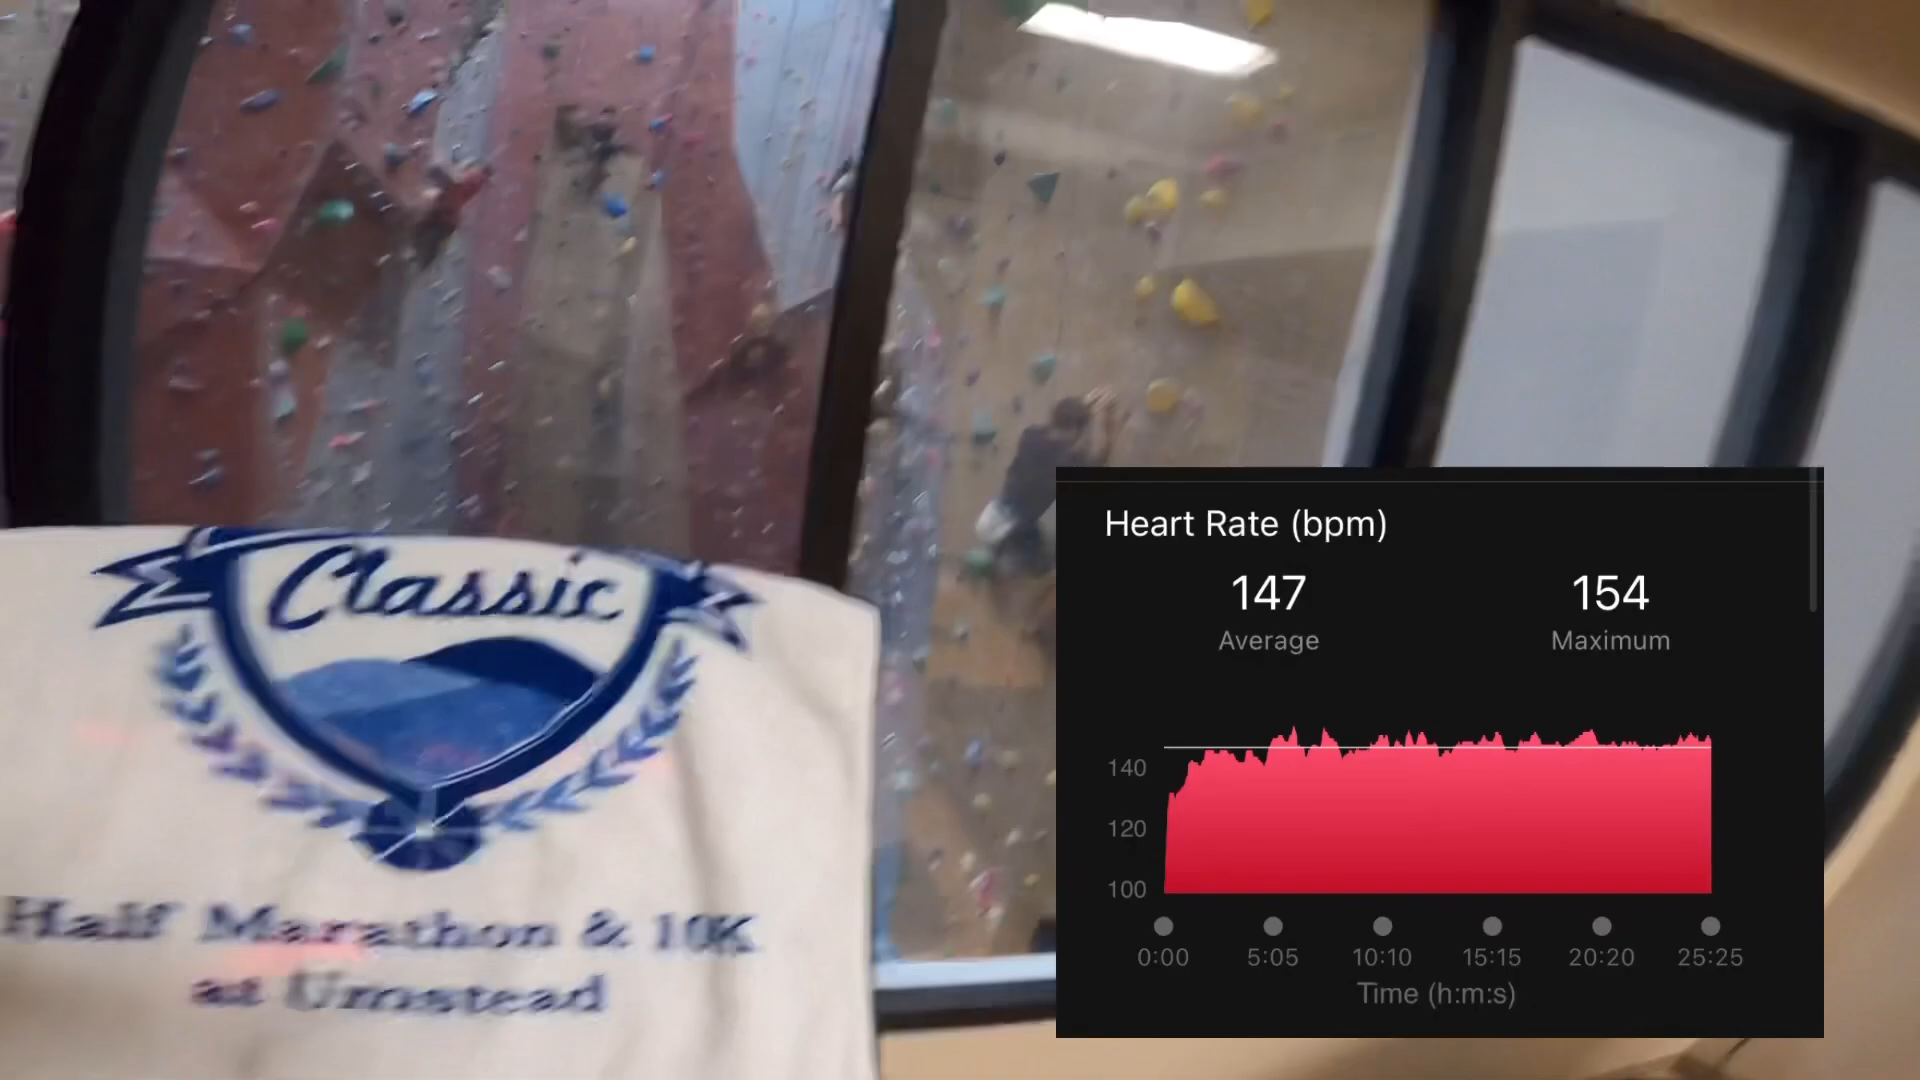 Classic
Half Marathon & 10K
at Umstead
Heart Rate (bpm)
147
154
Average
Maximum
140
120
100
0:00
5:05
10:10
15:15
20:20
25:25
Time (h:m:s)